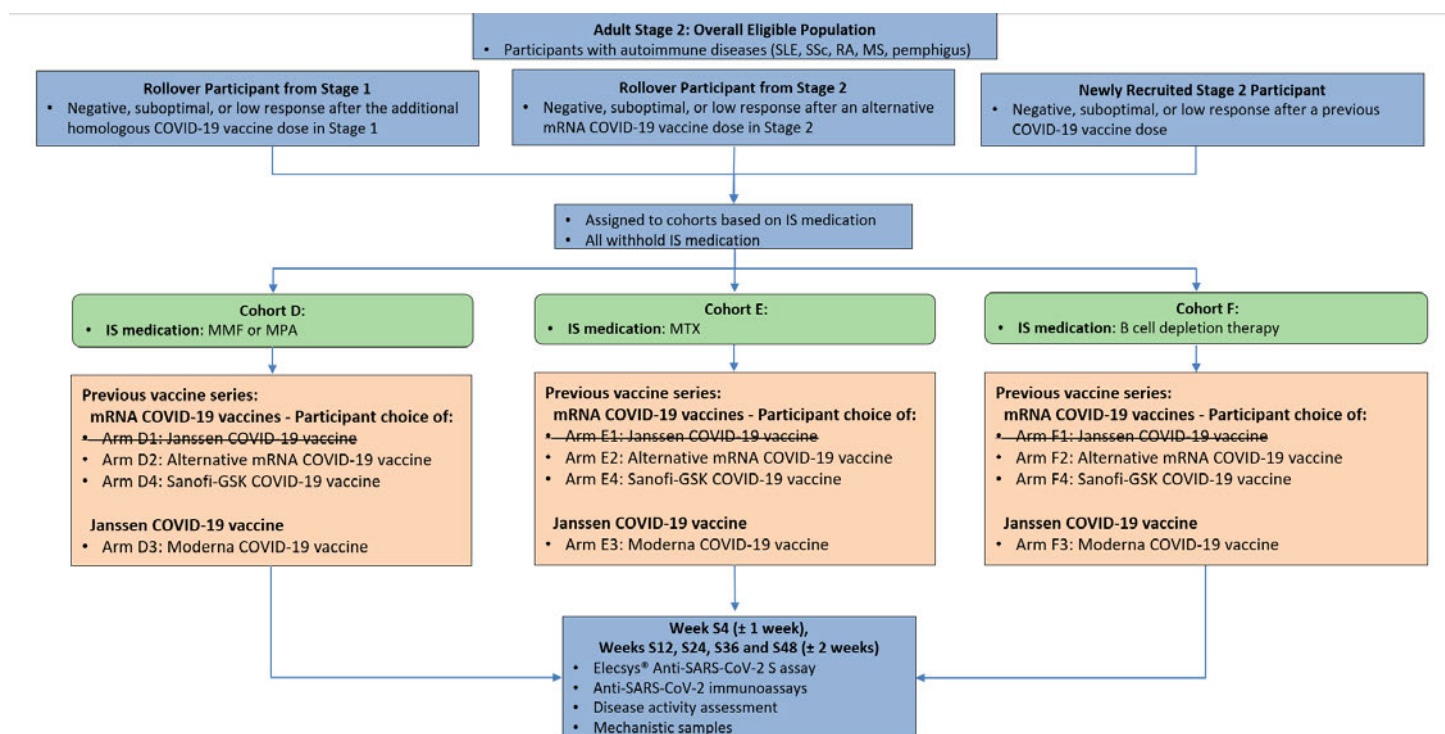 Adult Stage 2: Overall Eligible Population
• Participants with autoimmune diseases (SLE, SSc, RA, MS, pemphigus)
Rollover Participant from Stage 1
• Negative, suboptimal, or low response after the additional
homologous COVID-19 vaccine dose in Stage 1
Rollover Participant from Stage 2
• Negative, suboptimal, or low response after an alternative
mRNA COVID-19 vaccine dose in Stage 2
Newly Recruited Stage 2 Participant
• Negative, suboptimal, or low response after a previous
COVID-19 vaccine dose
• Assigned to cohorts based on IS medication
• All withhold IS medication
Cohort D:
• IS medication: MMF or MPA
Cohort E:
• IS medication: MTX
Cohort F:
• IS medication: B cell depletion therapy
Previous vaccine series:
mRNA COVID-19 vaccines - Participant choice of:
• Arm D1: Janssen COVID-19 vaccine
• Arm D2: Alternative mRNA COVID-19 vaccine
• Arm D4: Sanofi-GSK COVID-19 vaccine
Janssen COVID-19 vaccine
• Arm D3: Moderna COVID-19 vaccine
Previous vaccine series:
mRNA COVID-19 vaccines - Participant choice of:
• Arm E1: Janssen COVID-19 vaccine
• Arm E2: Alternative mRNA COVID-19 vaccine
• Arm E4: Sanofi-GSK COVID-19 vaccine
Janssen COVID-19 vaccine
• Arm E3: Moderna COVID-19 vaccine
Previous vaccine series:
mRNA COVID-19 vaccines - Participant choice of:
• Arm F1: Janssen COVID-19 vaccine
• Arm F2: Alternative mRNA COVID-19 vaccine
• Arm F4: Sanofi-GSK COVID-19 vaccine
Janssen COVID-19 vaccine
• Arm F3: Moderna COVID-19 vaccine
Week S4 (± 1 week),
Weeks S12, S24, S36 and S48 (± 2 weeks)
• Elecsys® Anti-SARS-CoV-2 S assay
• Anti-SARS-CoV-2 immunoassays
• Disease activity assessment
• Mechanistic samples